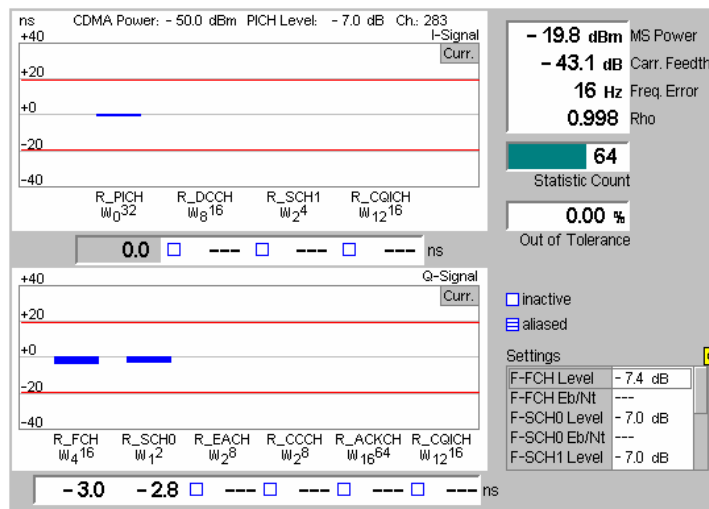 ns CDMA Power: - 50.0 dBm PICH Level: - 7.0 dB Ch.: 283
+40 I-Signal
Curr.
+20
+0
-20
-40
R_PICH R_DCCH R_SCH1 R_CQICH
W0 32 W8 16 W2 4 W12 16
0.0 --- --- --- ns
+40 Q-Signal
Curr.
+20
+0
-20
-40
R_FCH R_SCH0 R_EACH R_CCCH R_ACKCH R_CQICH
W4 16 W1 2 W2 8 W2 8 W16 64 W12 16
- 3.0 - 2.8 --- --- --- --- ns
- 19.8 dBm MS Power
- 43.1 dB Carr. Feedth
16 Hz Freq. Error
0.998 Rho
64
Statistic Count
0.00 %
Out of Tolerance
inactive
aliased
Settings
F-FCH Level - 7.4 dB
F-FCH Eb/Nt ---
F-SCH0 Level - 7.0 dB
F-SCH0 Eb/Nt ---
F-SCH1 Level - 7.0 dB